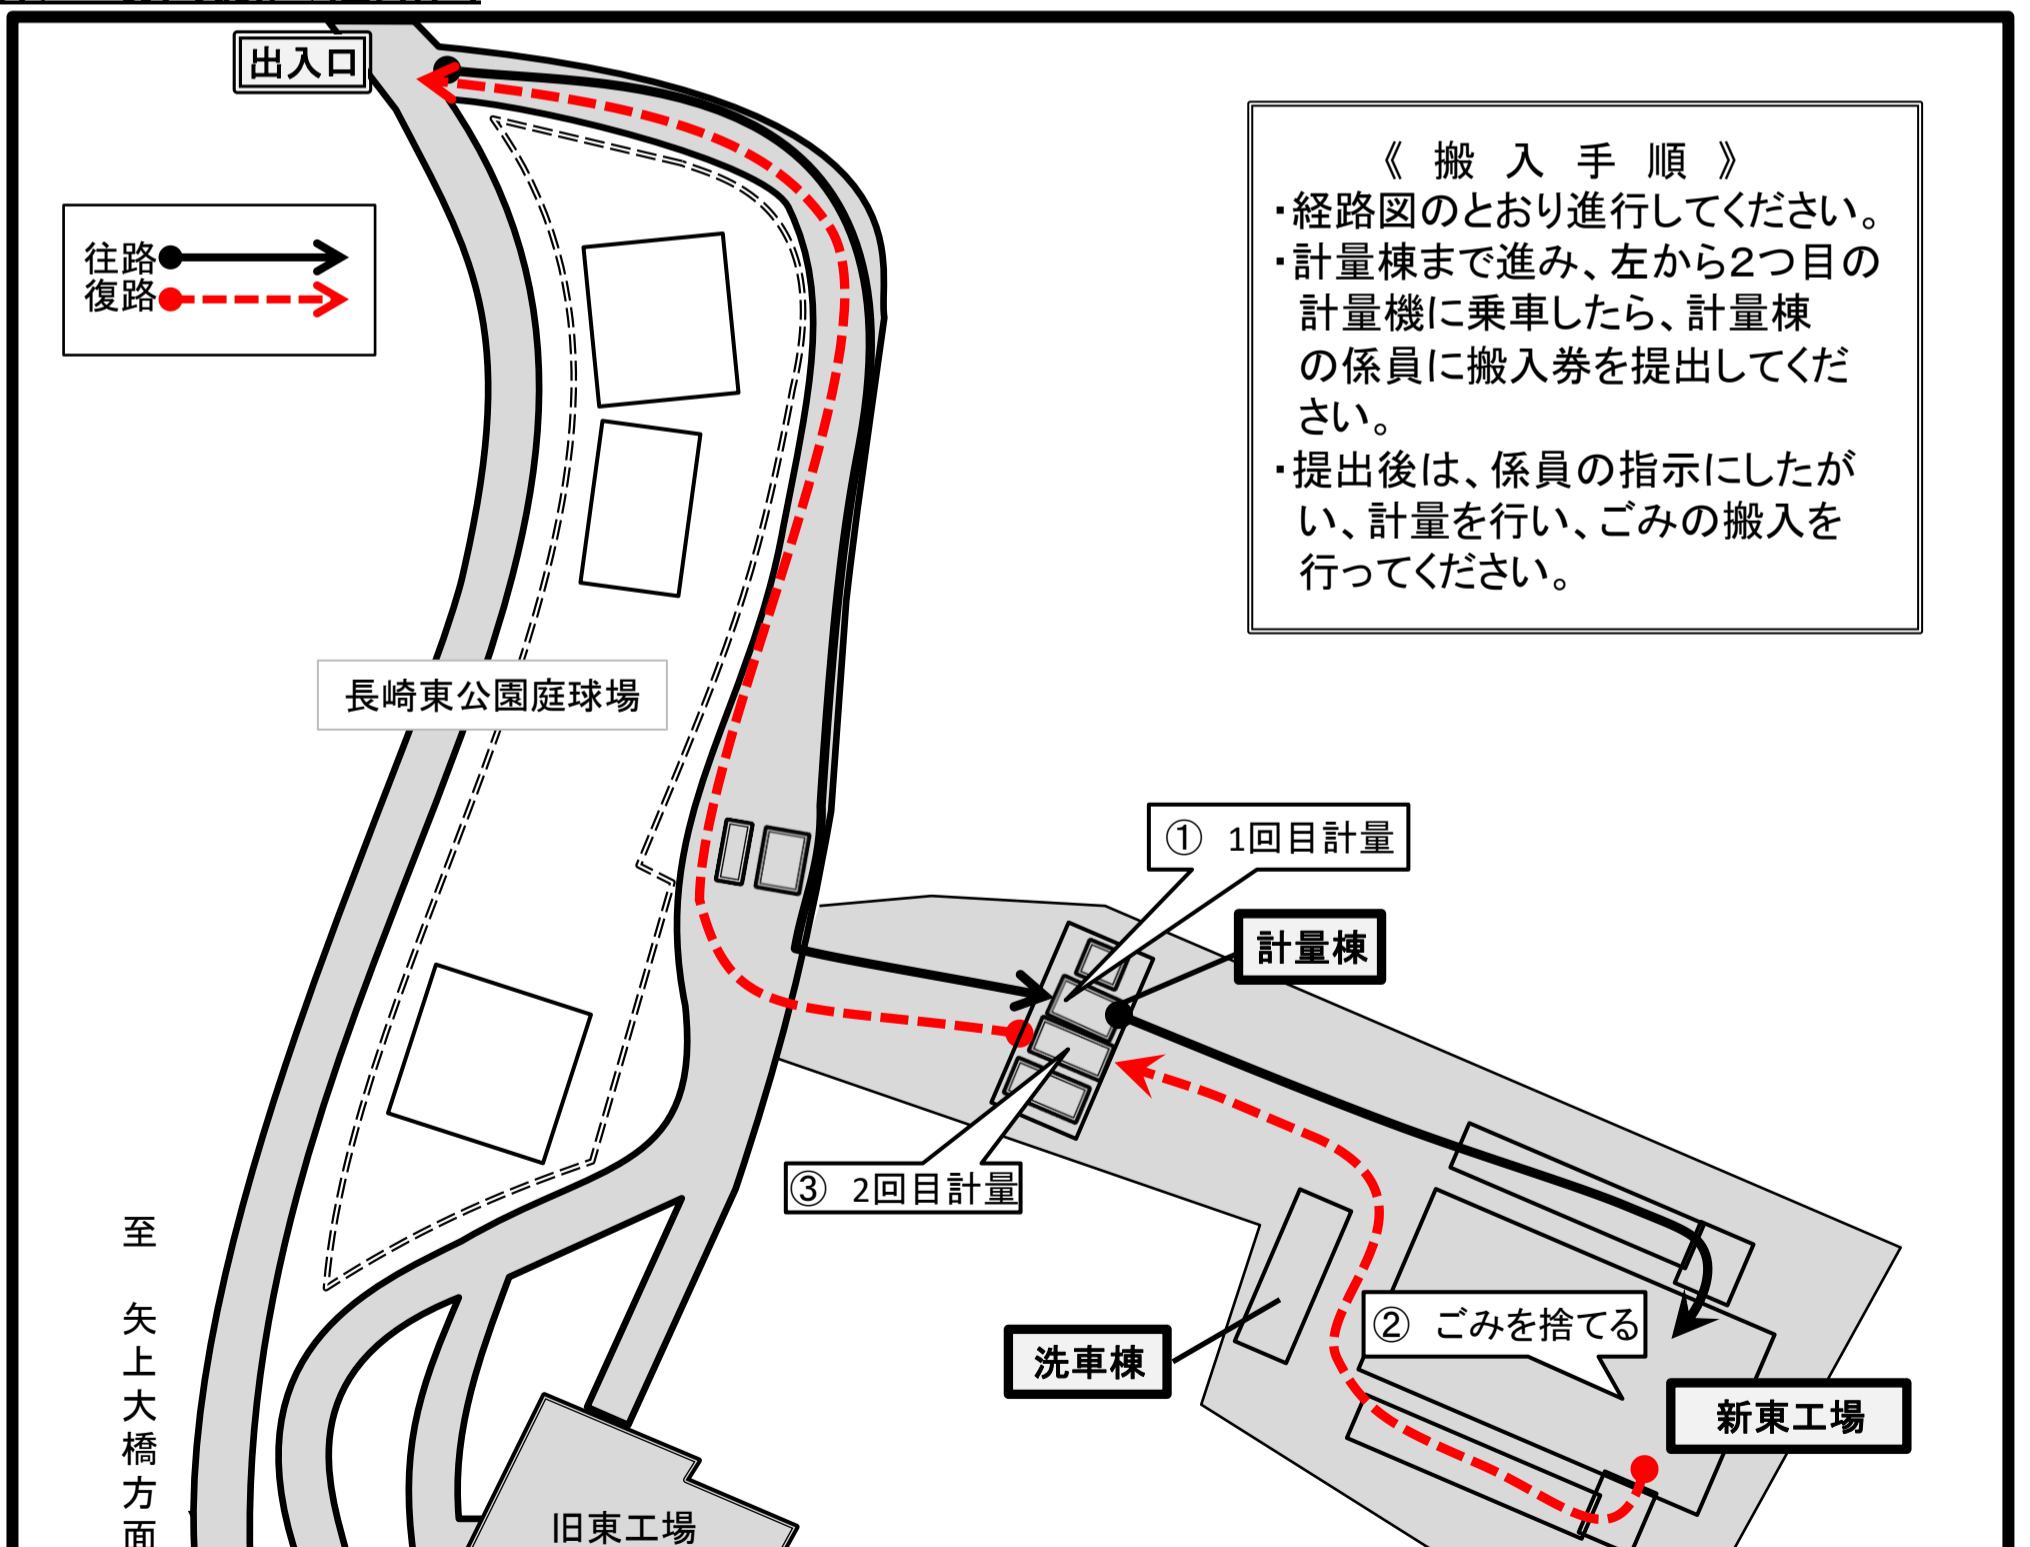 出入口
往路
復路
《 搬 入 手 順 》
・経路図のとおり進行してください。
・計量棟まで進み、左から２つ目の
計量機に乗車したら、計量棟
の係員に搬入券を提出してくだ
さい。
・提出後は、係員の指示にしたが
い、計量を行い、ごみの搬入を
行ってください。
長崎東公園庭球場
① 1回目計量
計量棟
③ 2回目計量
② ごみを捨てる
洗車棟
新東工場
旧東工場
至 矢上大橋方面